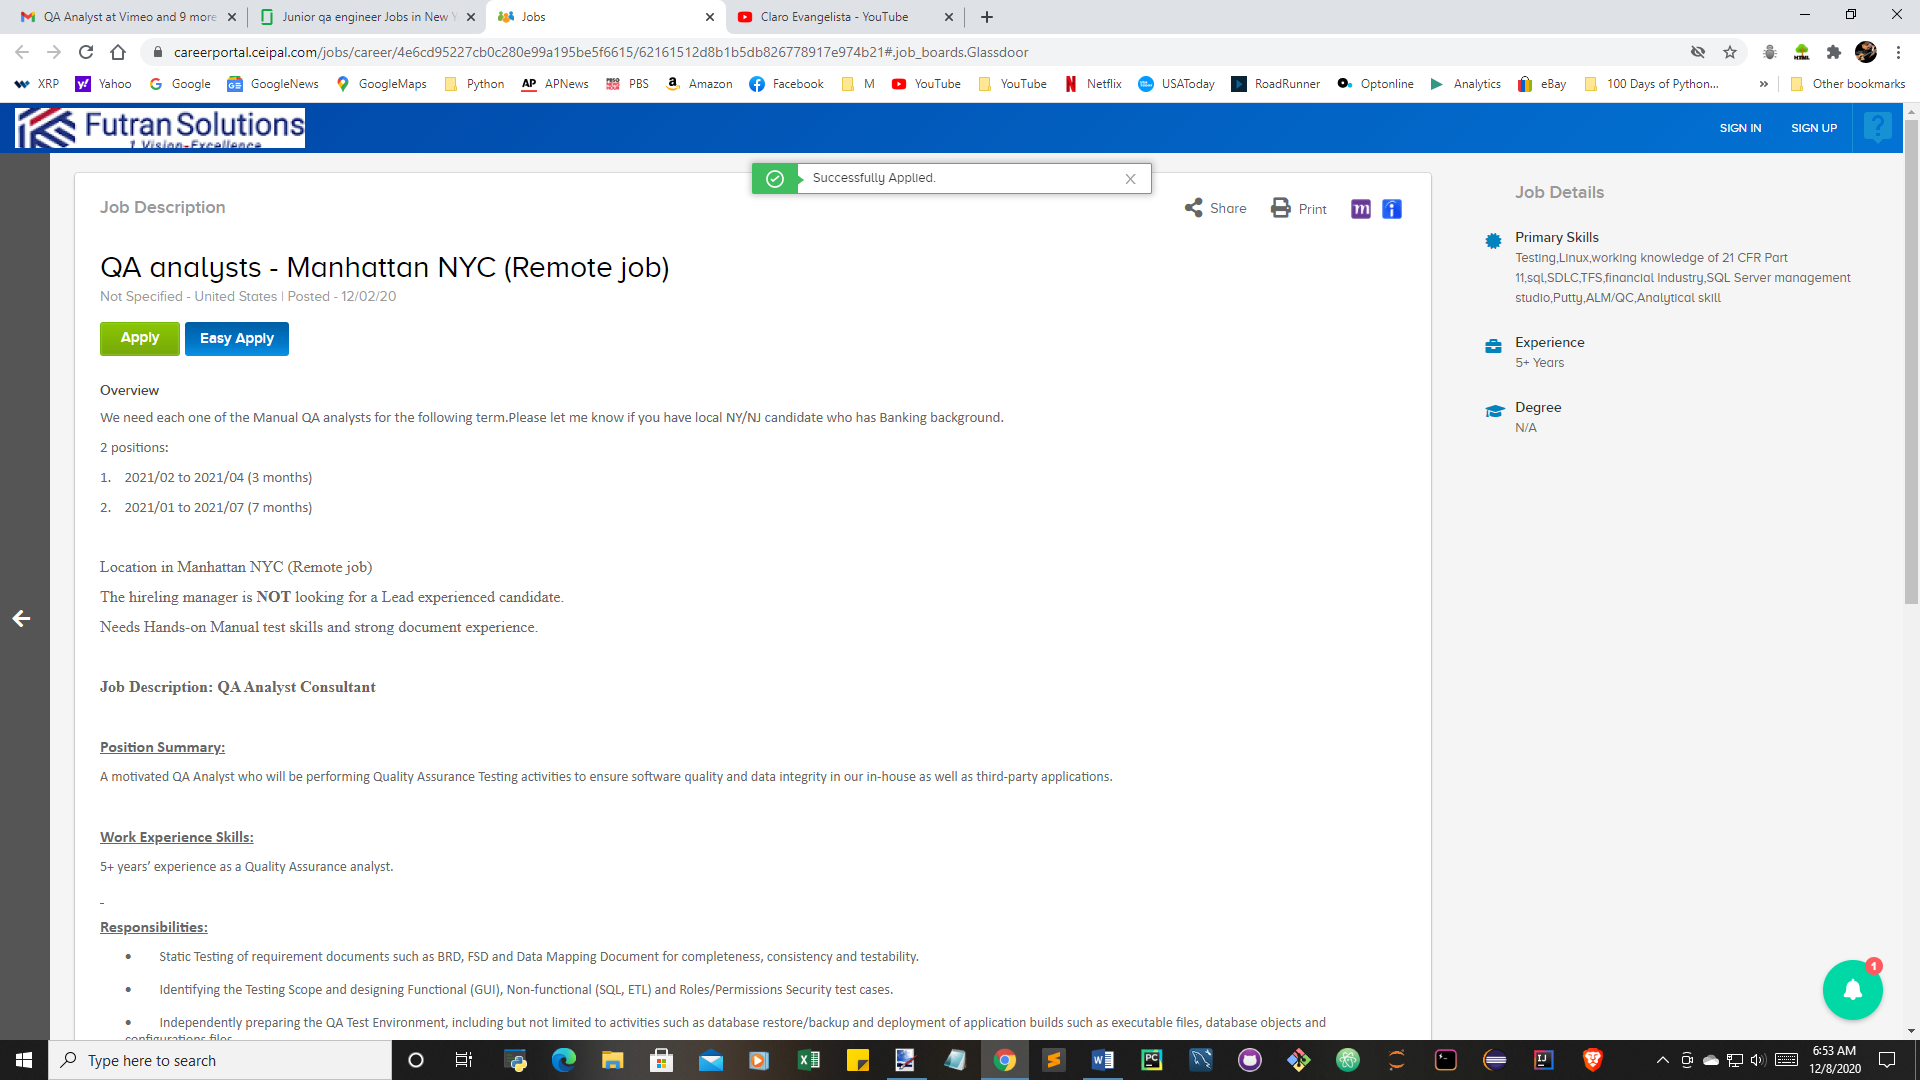 QA Analyst at Vimeo and 9 more
Junior qa engineer Jobs in New Y
Jobs
Claro Evangelista - YouTube
careerportal.ceipal.com/jobs/career/4e6cd95227cb0c280e99a195be5f6615/62161512d8b1b5db826778917e974b21#.job_boards.Glassdoor
XRP Yahoo Google GoogleNews GoogleMaps Python APNews PBS Amazon Facebook M YouTube YouTube Netflix USAToday RoadRunner Optonline Analytics eBay 100 Days of Python... » Other bookmarks
Futran Solutions
1 Vision-Excellence
SIGN IN SIGN UP ?
Successfully Applied.
Job Description
Share Print m i
QA analysts - Manhattan NYC (Remote job)
Not Specified - United States | Posted - 12/02/20
Apply Easy Apply
Overview
We need each one of the Manual QA analysts for the following term.Please let me know if you have local NY/NJ candidate who has Banking background.
2 positions:
1. 2021/02 to 2021/04 (3 months)
2. 2021/01 to 2021/07 (7 months)
Location in Manhattan NYC (Remote job)
The hireling manager is NOT looking for a Lead experienced candidate.
Needs Hands-on Manual test skills and strong document experience.
Job Description: QA Analyst Consultant
Position Summary:
A motivated QA Analyst who will be performing Quality Assurance Testing activities to ensure software quality and data integrity in our in-house as well as third-party applications.
Work Experience Skills:
5+ years' experience as a Quality Assurance analyst.
Responsibilities:
• Static Testing of requirement documents such as BRD, FSD and Data Mapping Document for completeness, consistency and testability.
• Identifying the Testing Scope and designing Functional (GUI), Non-functional (SQL, ETL) and Roles/Permissions Security test cases.
• Independently preparing the QA Test Environment, including but not limited to activities such as database restore/backup and deployment of application builds such as executable files, database objects and
configurations files
Job Details
Primary Skills
Testing,Linux,working knowledge of 21 CFR Part
11,sql,SDLC,TFS,financial Industry,SQL Server management
studio,Putty,ALM/QC,Analytical skill
Experience
5+ Years
Degree
N/A
1
Type here to search
6:53 AM
12/8/2020